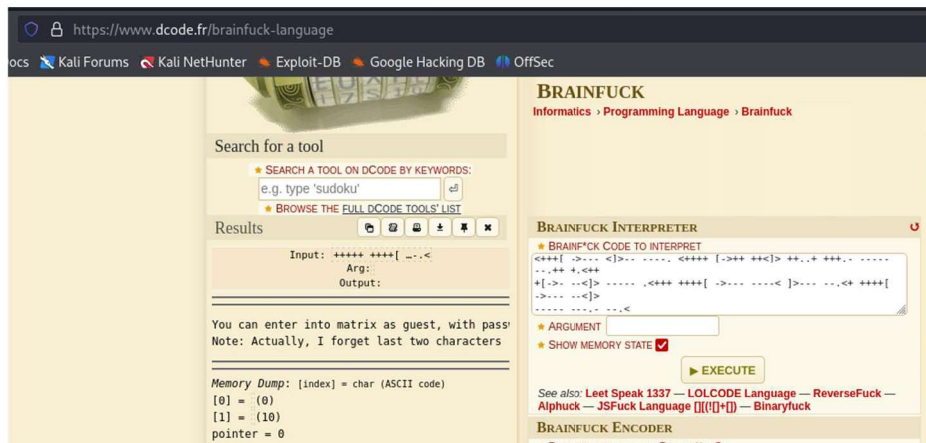 https://www.dcode.fr/brainfuck-language
ocs Kali Forums Kali NetHunter Exploit-DB Google Hacking DB OffSec
Search for a tool
SEARCH A TOOL ON DCODE BY KEYWORDS:
e.g. type 'sudoku'
BROWSE THE FULL DCODE TOOLS' LIST
Results
Input: +++++ ++++[ …-.<
Arg:
Output:
You can enter into matrix as guest, with pass
Note: Actually, I forget last two characters
Memory Dump: [index] = char (ASCII code)
[0] = (0)
[1] = (10)
pointer = 0
BRAINFUCK
Informatics › Programming Language › Brainfuck
BRAINFUCK INTERPRETER
BRAINF*CK CODE TO INTERPRET
<+++[ ->--- <]>-- ----. <++++ [->++ ++<]> ++..+ +++.- -----
--.++ +.<++
+[->- --<]> ----- .<+++ ++++[ ->--- ----< ]>--- --.<+ ++++[
->--- --<]>
----- ---.- --.<
ARGUMENT
SHOW MEMORY STATE
▶ EXECUTE
See also: Leet Speak 1337 — LOLCODE Language — ReverseFuck —
Alphuck — JSFuck Language [][(![]+[]) — Binaryfuck
BRAINFUCK ENCODER